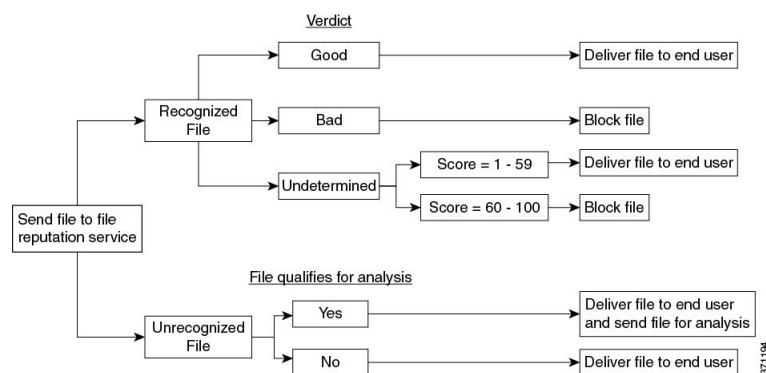 Verdict
Good
Deliver file to end user
Recognized
File
Bad
Block file
Undetermined
Score = 1 - 59
Deliver file to end user
Score = 60 - 100
Block file
Send file to file
reputation service
File qualifies for analysis
Yes
Deliver file to end user
and send file for analysis
Unrecognized
File
No
Deliver file to end user
371194